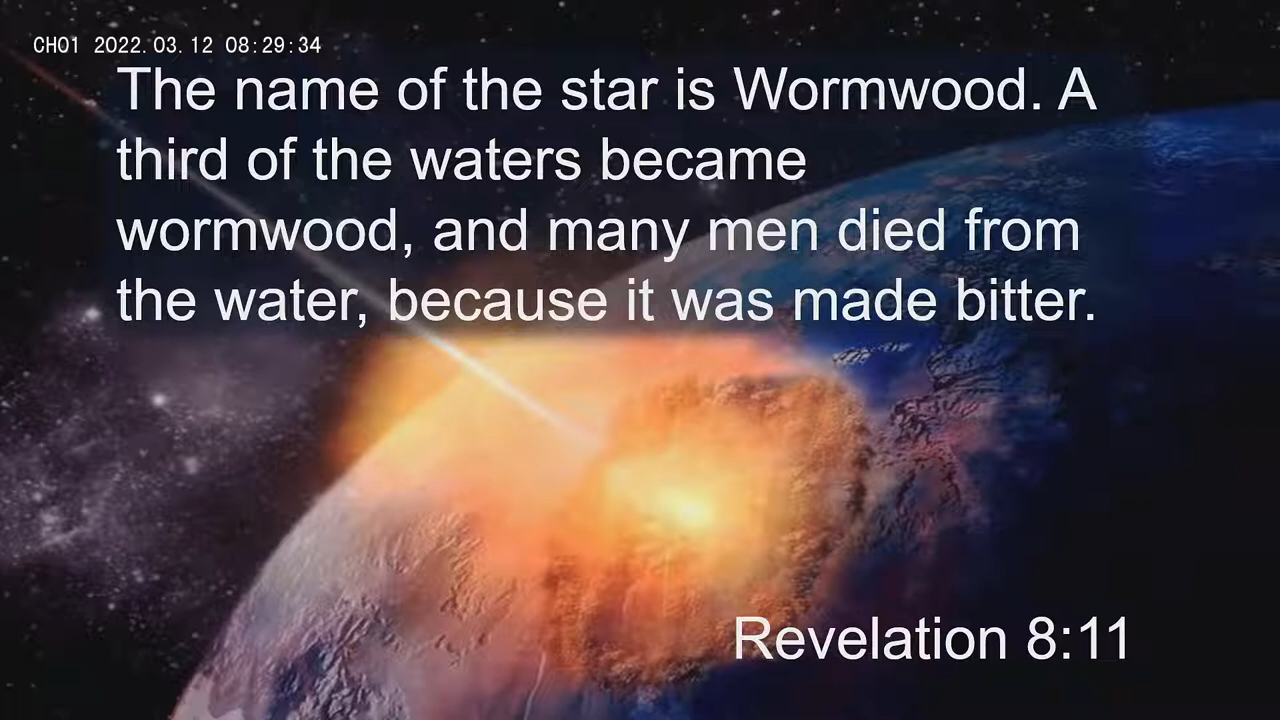 CH01 2022.03.12 08:29:34
The name of the star is Wormwood. A
third of the waters became
wormwood, and many men died from
the water, because it was made bitter.
Revelation 8:11